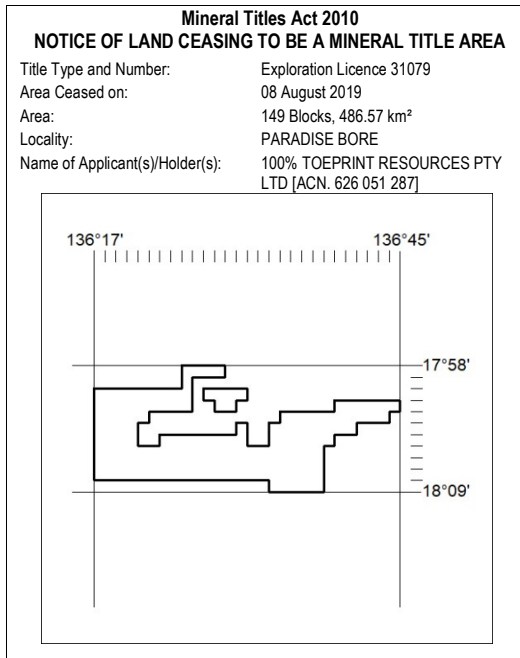 Mineral Titles Act 2010
NOTICE OF LAND CEASING TO BE A MINERAL TITLE AREA
Title Type and Number: Exploration Licence 31079
Area Ceased on: 08 August 2019
Area: 149 Blocks, 486.57 km²
Locality: PARADISE BORE
Name of Applicant(s)/Holder(s): 100% TOEPRINT RESOURCES PTY
LTD [ACN. 626 051 287]
136°17' 136°45'
17°58'
18°09'